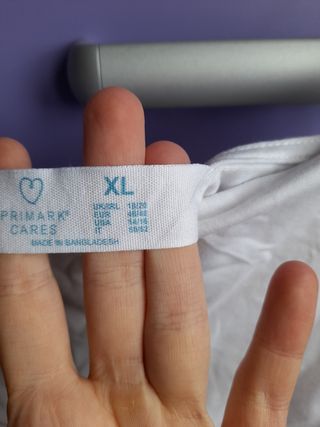 XL
PRIMARK®
CARES
UK/IRL 18/20
EUR 46/48
USA 14/16
IT 50/52
MADE IN BANGLADESH